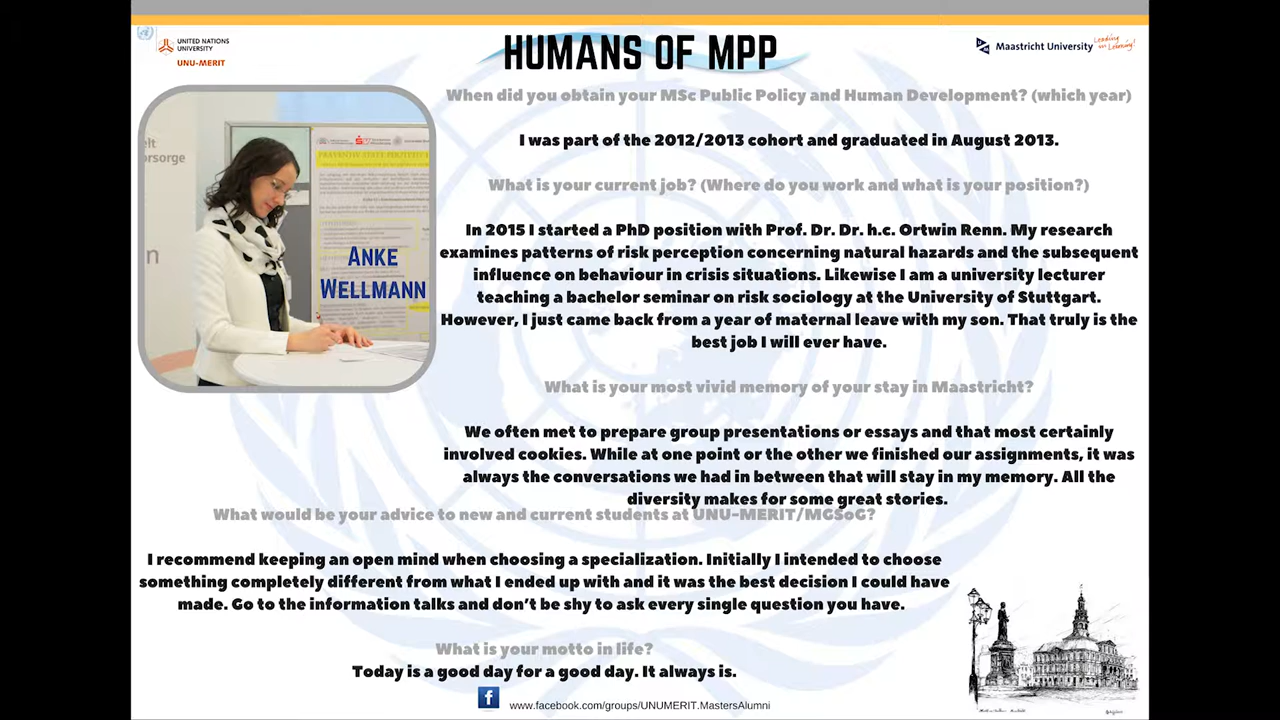 UNITED NATIONS
UNIVERSITY
UNU-MERIT
HUMANS OF MPP
Maastricht University
Leading
in Learning!
When did you obtain your MSc Public Policy and Human Development? (which year)
I was part of the 2012/2013 cohort and graduated in August 2013.
What is your current job? (Where do you work and what is your position?)
In 2015 I started a PhD position with Prof. Dr. Dr. h.c. Ortwin Renn. My research
examines patterns of risk perception concerning natural hazards and the subsequent
influence on behaviour in crisis situations. Likewise I am a university lecturer
teaching a bachelor seminar on risk sociology at the University of Stuttgart.
However, I just came back from a year of maternal leave with my son. That truly is the
best job I will ever have.
ANKE
WELLMANN
What is your most vivid memory of your stay in Maastricht?
We often met to prepare group presentations or essays and that most certainly
involved cookies. While at one point or the other we finished our assignments, it was
always the conversations we had in between that will stay in my memory. All the
diversity makes for some great stories.
What would be your advice to new and current students at UNU-MERIT/MGSoG?
I recommend keeping an open mind when choosing a specialization. Initially I intended to choose
something completely different from what I ended up with and it was the best decision I could have
made. Go to the information talks and don't be shy to ask every single question you have.
What is your motto in life?
Today is a good day for a good day. It always is.
www.facebook.com/groups/UNUMERIT.MastersAlumni